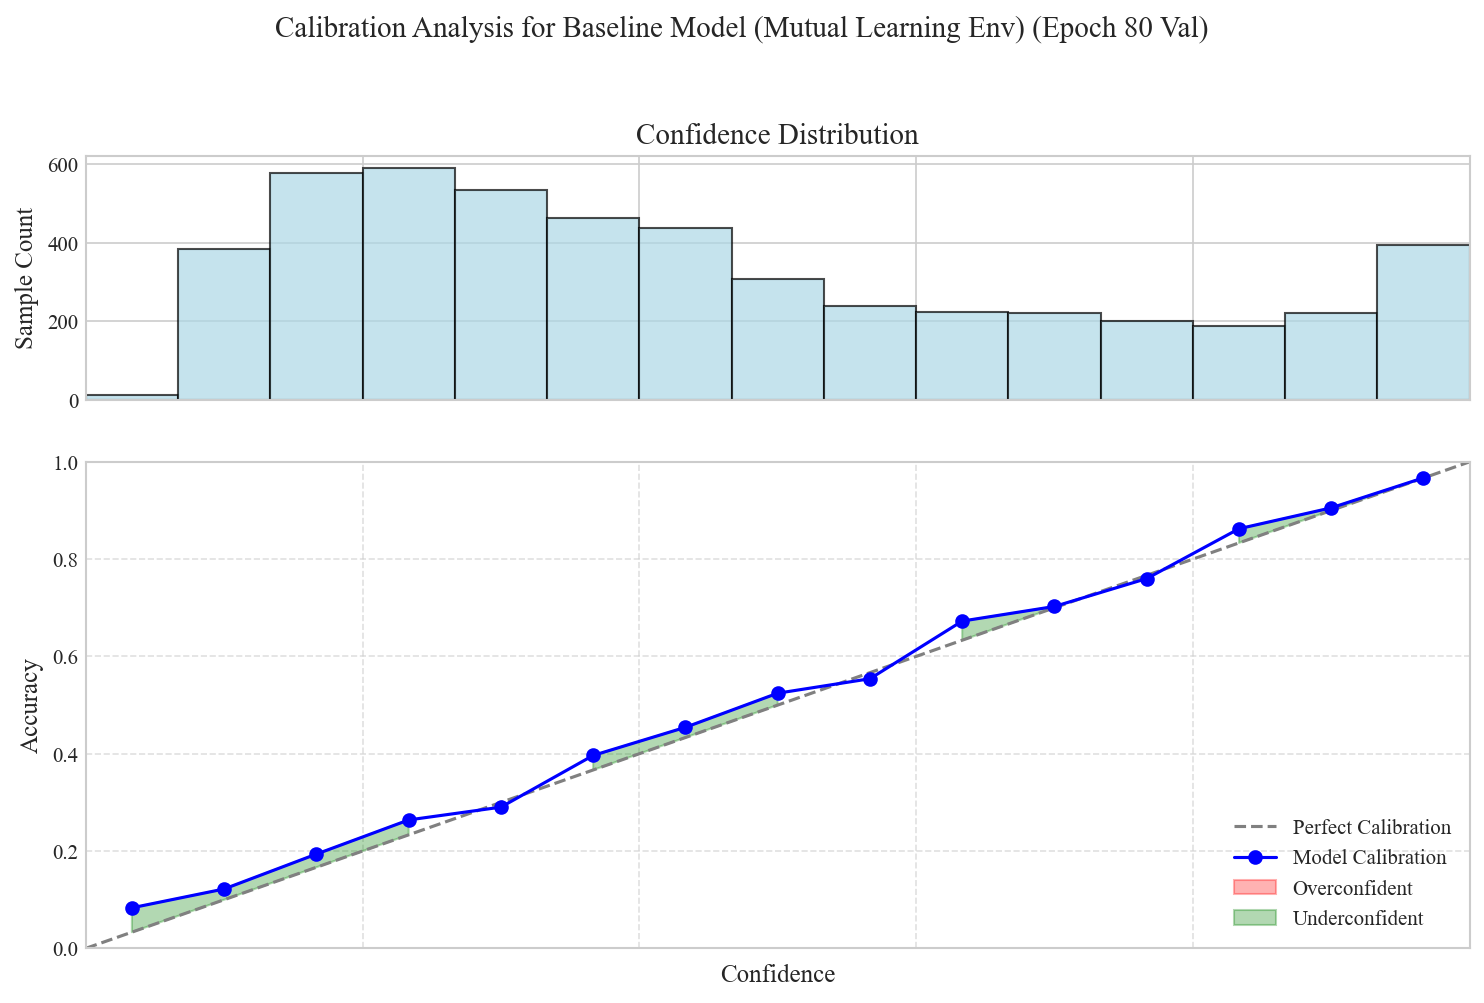 Calibration Analysis for Baseline Model (Mutual Learning Env) (Epoch 80 Val)
Confidence Distribution
600
400
200
0
Sample Count
1.0
0.8
0.6
0.4
0.2
0.0
Accuracy
Perfect Calibration
Model Calibration
Overconfident
Underconfident
Confidence